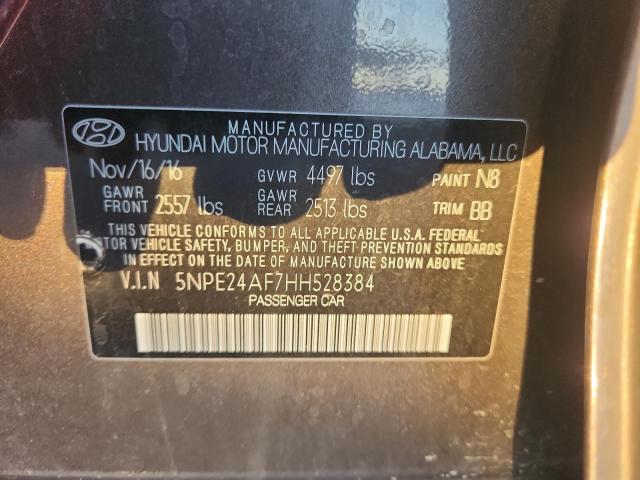 MANUFACTURED BY
HYUNDAI MOTOR MANUFACTURING ALABAMA, LLC
Nov/16/16 GVWR 4497 lbs PAINT N8
GAWR FRONT 2557 lbs GAWR REAR 2513 lbs TRIM BB
THIS VEHICLE CONFORMS TO ALL APPLICABLE U.S.A. FEDERAL
TOR VEHICLE SAFETY, BUMPER, AND THEFT PREVENTION STANDARDS
IN EFFECT ON THE DATE OF MANUFACTURE SHOWN ABOVE.
V.I.N 5NPE24AF7HH528384
PASSENGER CAR